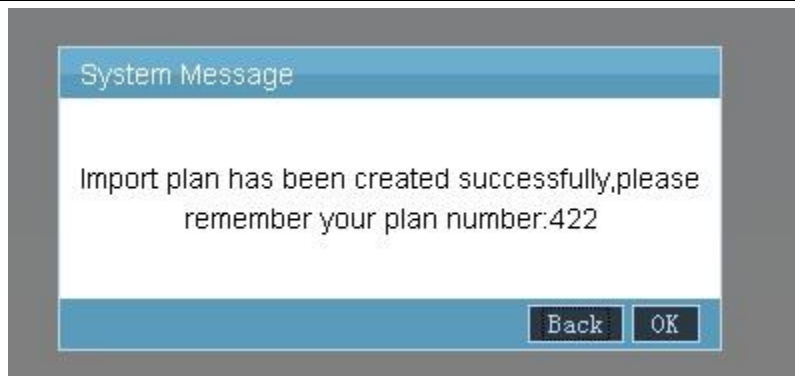 System Message
Import plan has been created successfully,please
remember your plan number:422
Back OK